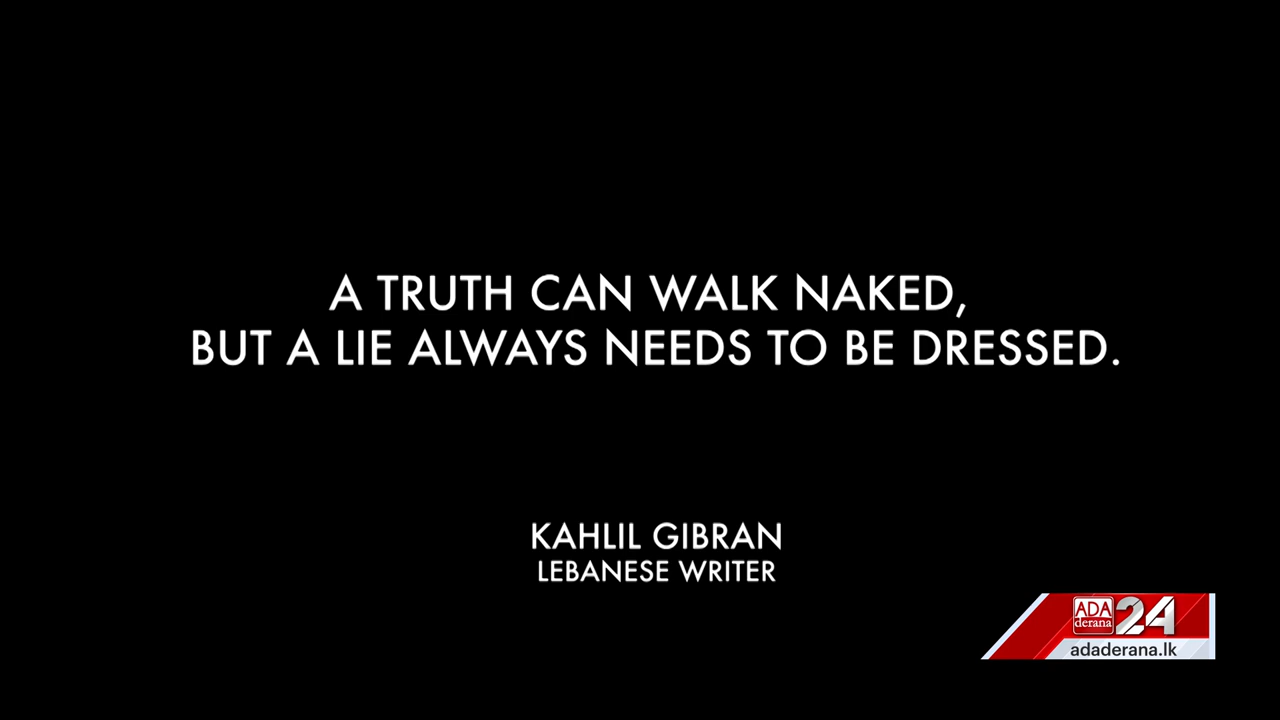 A TRUTH CAN WALK NAKED,
BUT A LIE ALWAYS NEEDS TO BE DRESSED.
KAHLIL GIBRAN
LEBANESE WRITER
ADA
derana
24
adaderana.lk